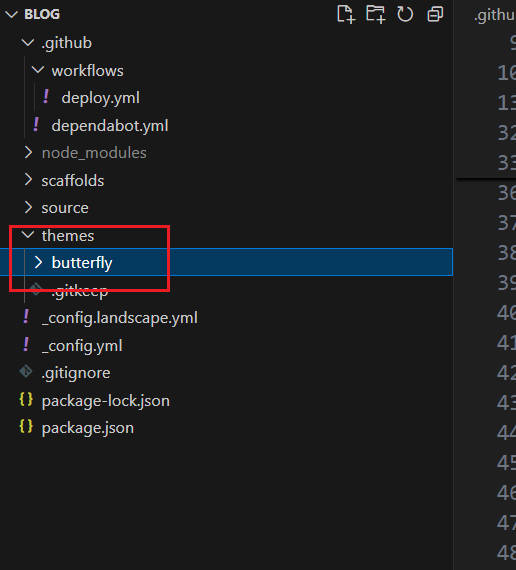 BLOG
.github
workflows
deploy.yml
dependabot.yml
node_modules
scaffolds
source
themes
butterfly
.gitkeep
_config.landscape.yml
_config.yml
.gitignore
package-lock.json
package.json
.githu
9
10
13
32
33
36
37
38
39
40
41
42
43
44
45
46
47
48